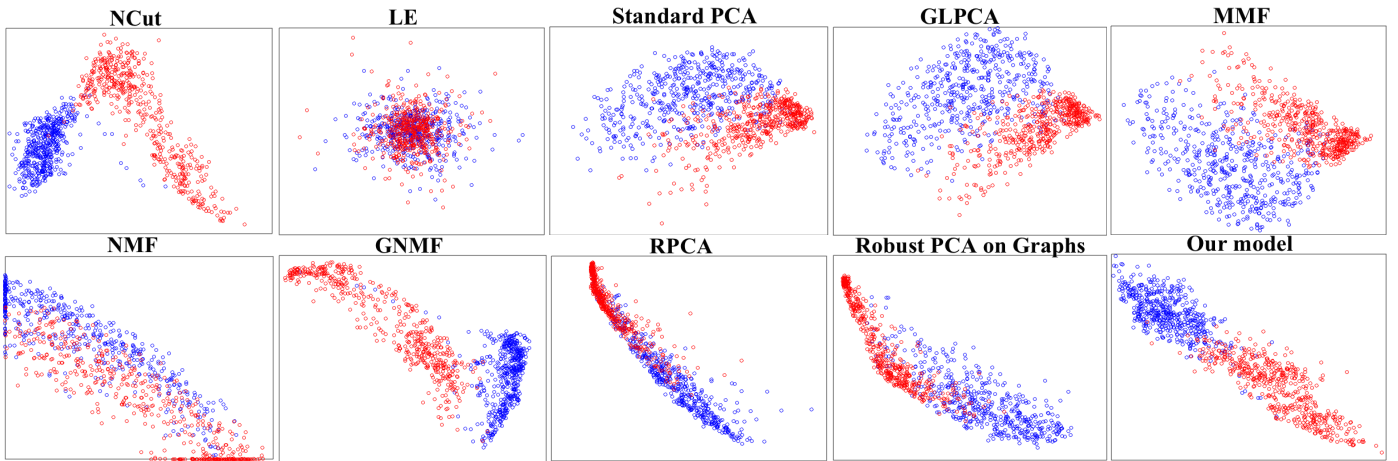 NCut
LE
Standard PCA
GLPCA
MMF
NMF
GNMF
RPCA
Robust PCA on Graphs
Our model